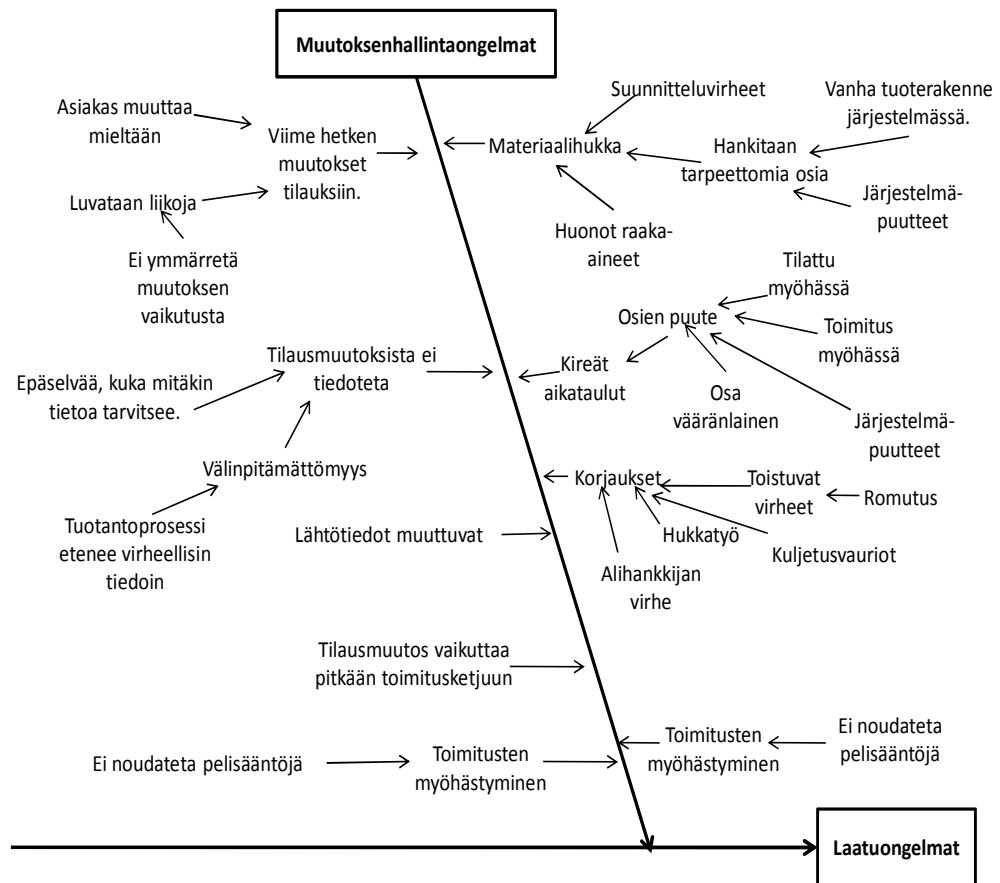 Muutoksenhallintaongelmat
Asiakas muuttaa
mieltään
Viime hetken
muutokset
tilauksiin.
Luvataan liikoja
Ei ymmärretä
muutoksen
vaikutusta
Suunnitteluvirheet
Vanha tuoterakenne
järjestelmässä.
Materiaalihukka
Hankitaan
tarpeettomia osia
Järjestelmä-
puutteet
Huonot raaka-
aineet
Tilattu
myöhässä
Osien puute
Toimitus
myöhässä
Kireät
aikataulut
Osa
vääränlainen
Järjestelmä-
puutteet
Tilausmuutoksista ei
tiedoteta
Epäselvää, kuka mitäkin
tietoa tarvitsee.
Välinpitämättömyys
Tuotantoprosessi
etenee virheellisin
tiedoin
Korjaukset
Toistuvat
virheet
Romutus
Hukkatyö
Kuljetusvauriot
Alihankkijan
virhe
Lähtötiedot muuttuvat
Tilausmuutos vaikuttaa
pitkään toimitusketjuun
Ei noudateta pelisääntöjä
Toimitusten
myöhästyminen
Toimitusten
myöhästyminen
Ei noudateta
pelisääntöjä
Laatuongelmat